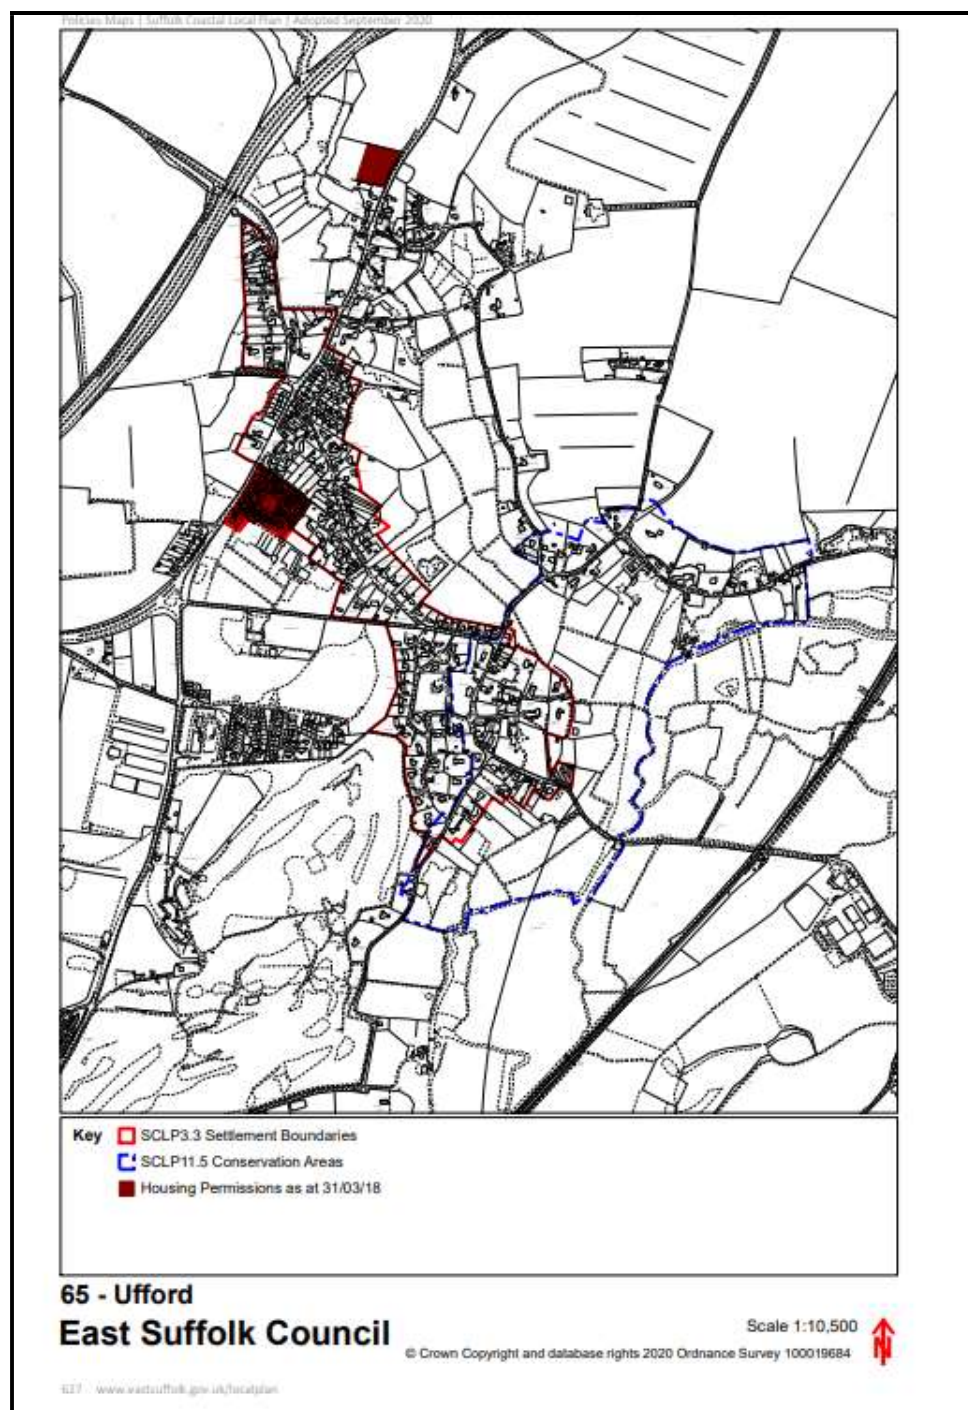 Policies Maps | Suffolk Coastal Local Plan | Adopted September 2020
Key
SCLP3.3 Settlement Boundaries
SCLP11.5 Conservation Areas
Housing Permissions as at 31/03/18
65 - Ufford
East Suffolk Council
Scale 1:10,500
N
© Crown Copyright and database rights 2020 Ordnance Survey 100019684
637 www.eastsuffolk.gov.uk/localplan